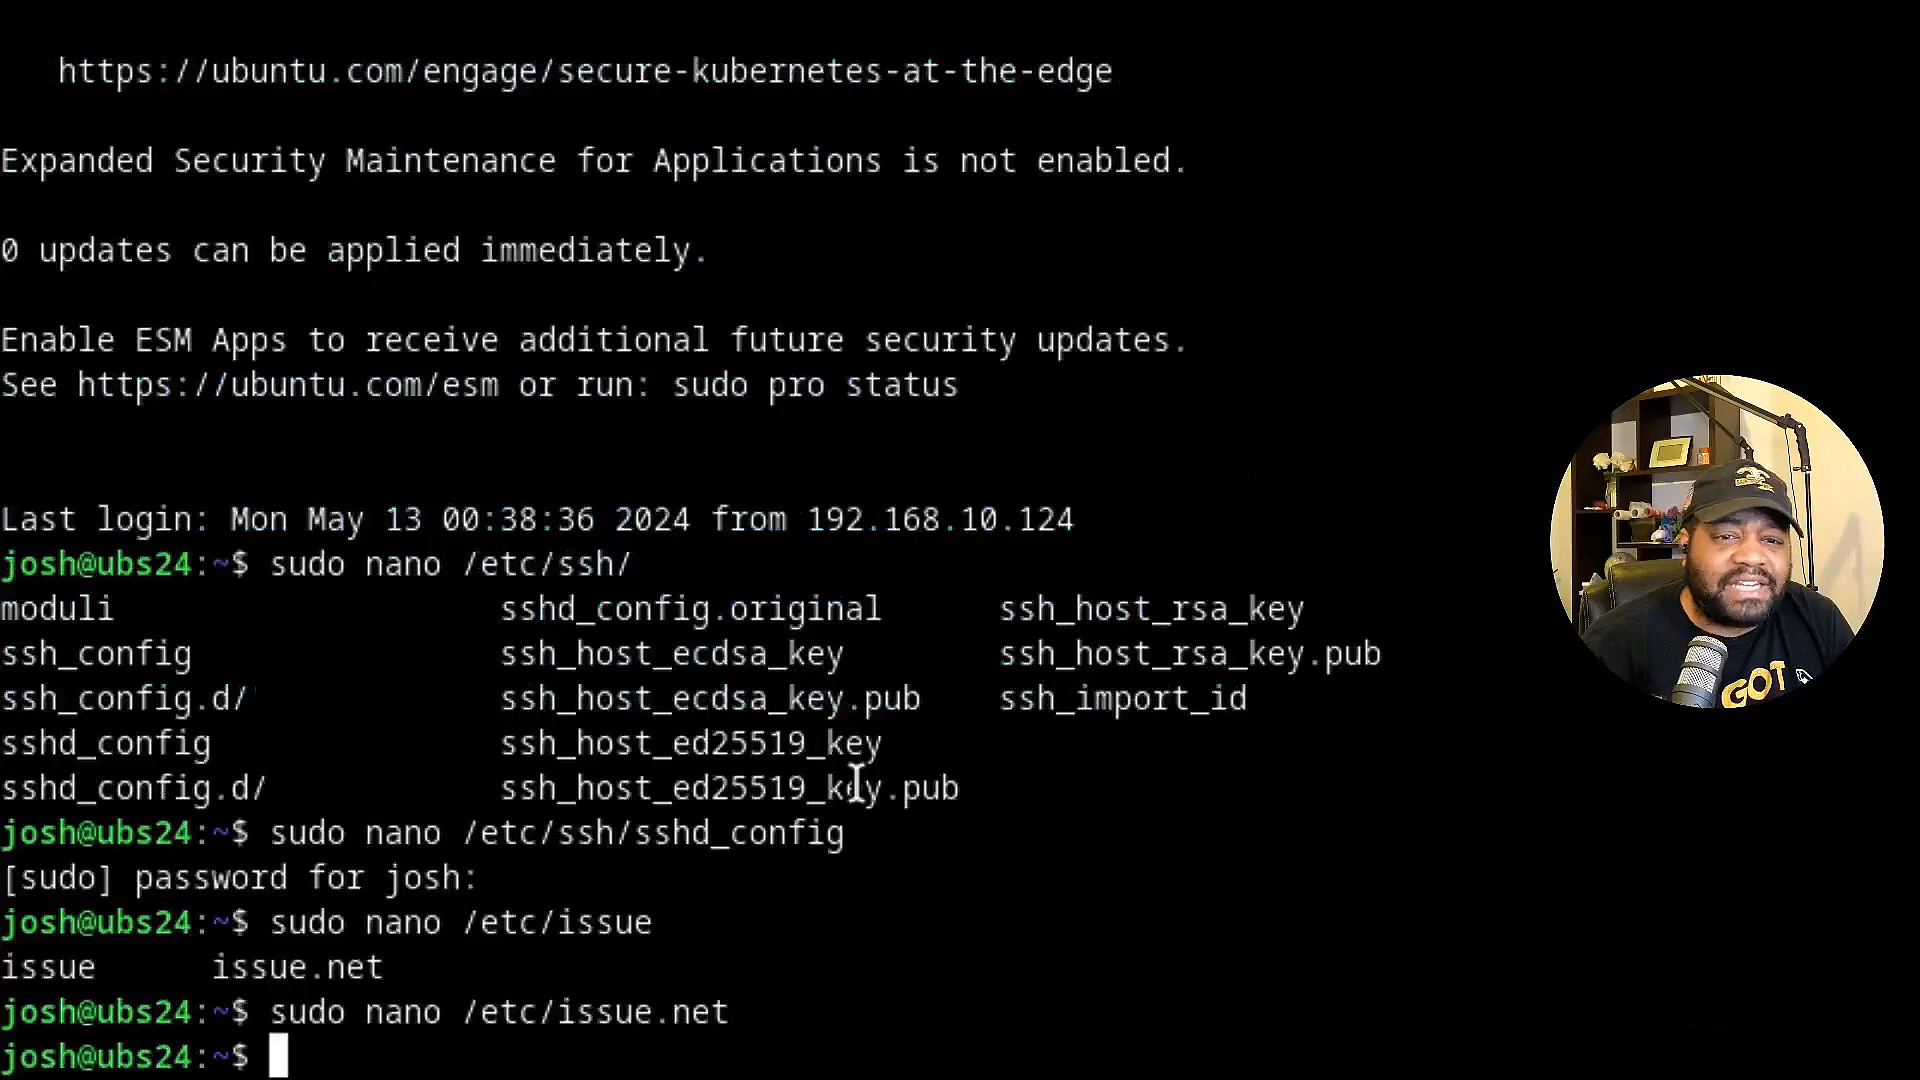 https://ubuntu.com/engage/secure-kubernetes-at-the-edge
Expanded Security Maintenance for Applications is not enabled.
0 updates can be applied immediately.
Enable ESM Apps to receive additional future security updates.
See https://ubuntu.com/esm or run: sudo pro status
Last login: Mon May 13 00:38:36 2024 from 192.168.10.124
josh@ubs24:~$ sudo nano /etc/ssh/
moduli sshd_config.original ssh_host_rsa_key
ssh_config ssh_host_ecdsa_key ssh_host_rsa_key.pub
ssh_config.d/ ssh_host_ecdsa_key.pub ssh_import_id
sshd_config ssh_host_ed25519_key
sshd_config.d/ ssh_host_ed25519_key.pub
josh@ubs24:~$ sudo nano /etc/ssh/sshd_config
[sudo] password for josh:
josh@ubs24:~$ sudo nano /etc/issue
issue issue.net
josh@ubs24:~$ sudo nano /etc/issue.net
josh@ubs24:~$
GOT